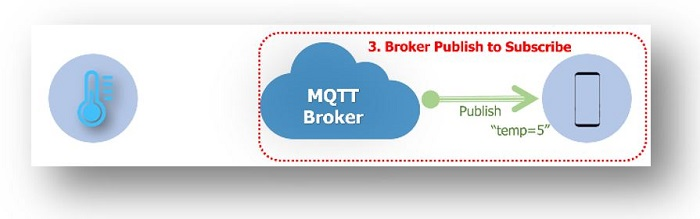 3. Broker Publish to Subscribe
MQTT
Broker
Publish
"temp=5"